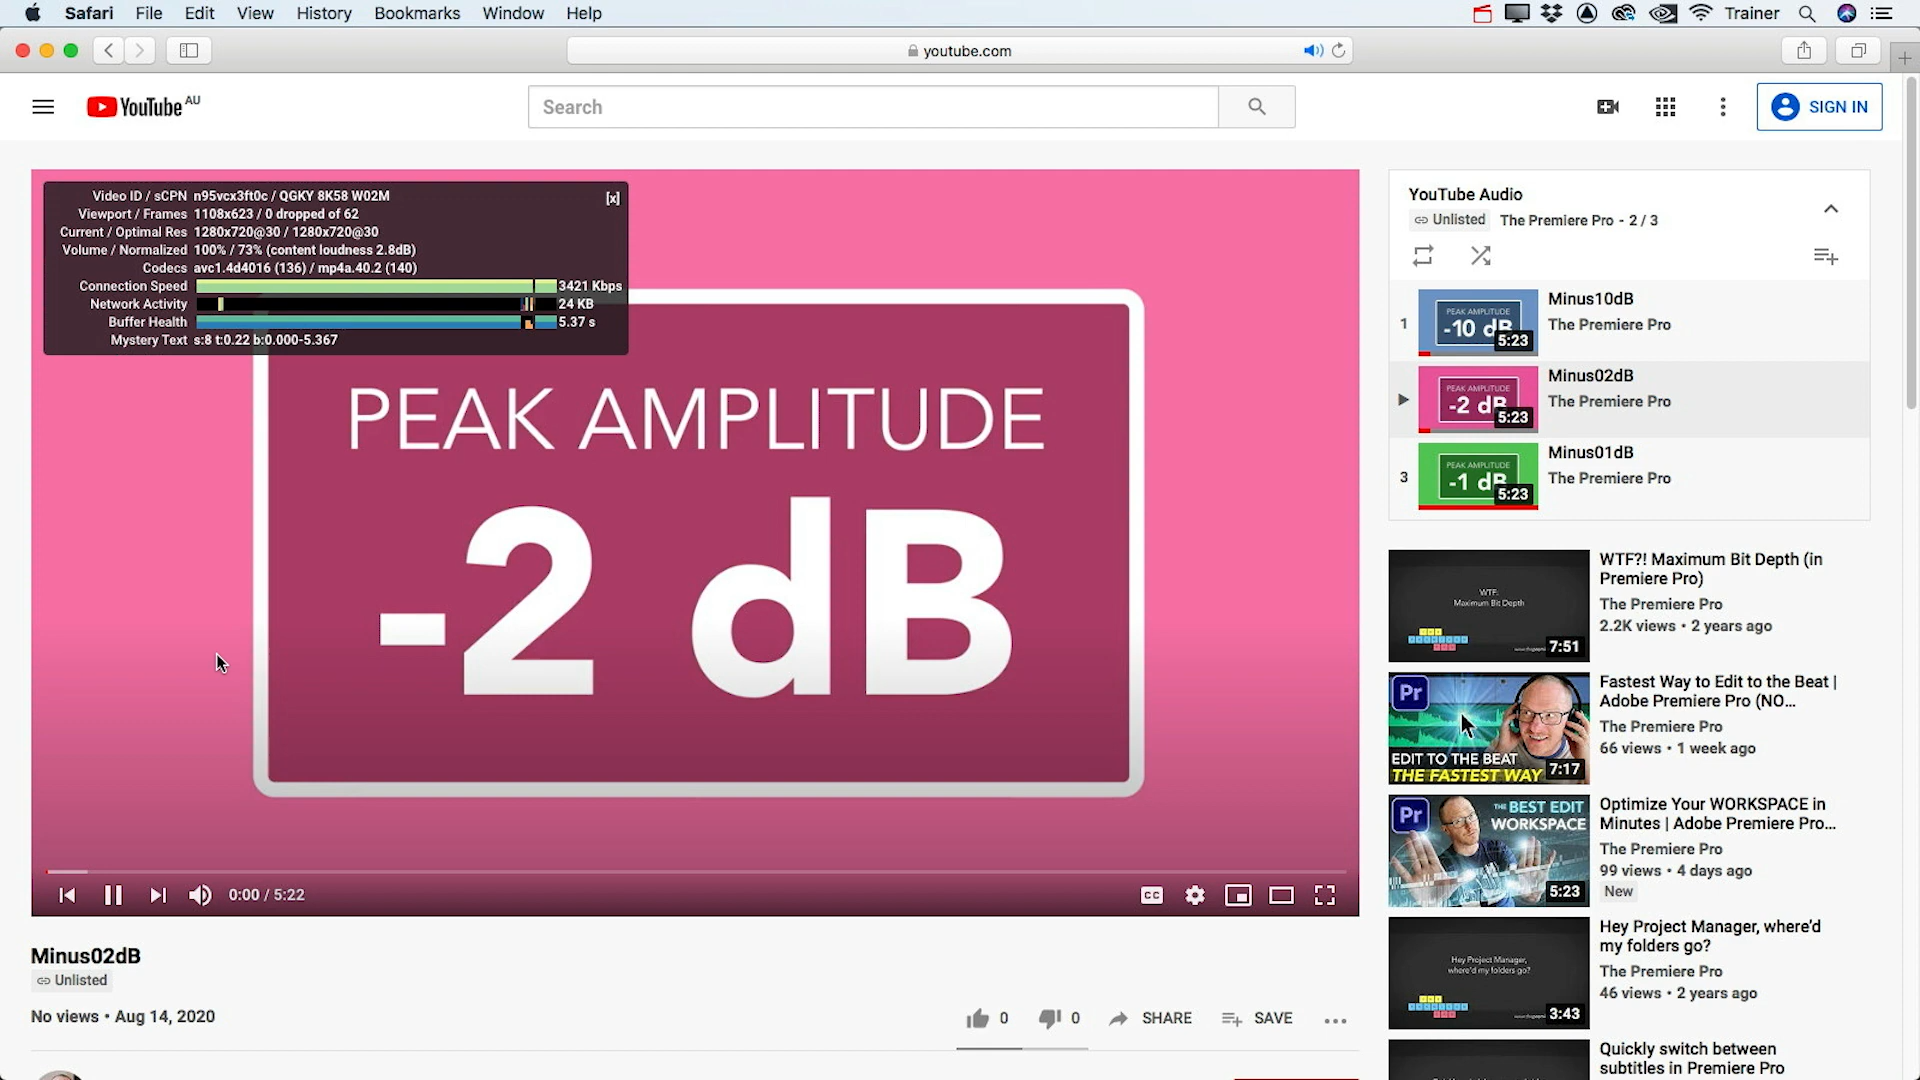 Safari File Edit View History Bookmarks Window Help Trainer
youtube.com
YouTube AU
Search
SIGN IN
Video ID / sCPN n95vcx3ft0c / QGKY 8K58 W02M [x]
Viewport / Frames 1108x623 / 0 dropped of 62
Current / Optimal Res 1280x720@30 / 1280x720@30
Volume / Normalized 100% / 73% (content loudness 2.8dB)
Codecs avc1.4d4016 (136) / mp4a.40.2 (140)
Connection Speed 3421 Kbps
Network Activity 24 KB
Buffer Health 5.37 s
Mystery Text s:8 t:0.22 b:0.000-5.367
PEAK AMPLITUDE
-2 dB
0:00 / 5:22
CC
Minus02dB
Unlisted
No views • Aug 14, 2020
0 0 SHARE SAVE
YouTube Audio
Unlisted The Premiere Pro - 2 / 3
1
PEAK AMPLITUDE
-10 dB
5:23
Minus10dB
The Premiere Pro
PEAK AMPLITUDE
-2 dB
5:23
Minus02dB
The Premiere Pro
3
PEAK AMPLITUDE
-1 dB
5:23
Minus01dB
The Premiere Pro
WTF:
Maximum Bit Depth
7:51
WTF?! Maximum Bit Depth (in
Premiere Pro)
The Premiere Pro
2.2K views • 2 years ago
Pr
EDIT TO THE BEAT
THE FASTEST WAY
7:17
Fastest Way to Edit to the Beat |
Adobe Premiere Pro (NO...
The Premiere Pro
66 views • 1 week ago
Pr
THE BEST EDIT
WORKSPACE
5:23
Optimize Your WORKSPACE in
Minutes | Adobe Premiere Pro...
The Premiere Pro
99 views • 4 days ago
New
Hey Project Manager,
where'd my folders go?
3:43
Hey Project Manager, where'd
my folders go?
The Premiere Pro
46 views • 2 years ago
Quickly switch between
subtitles in Premiere Pro